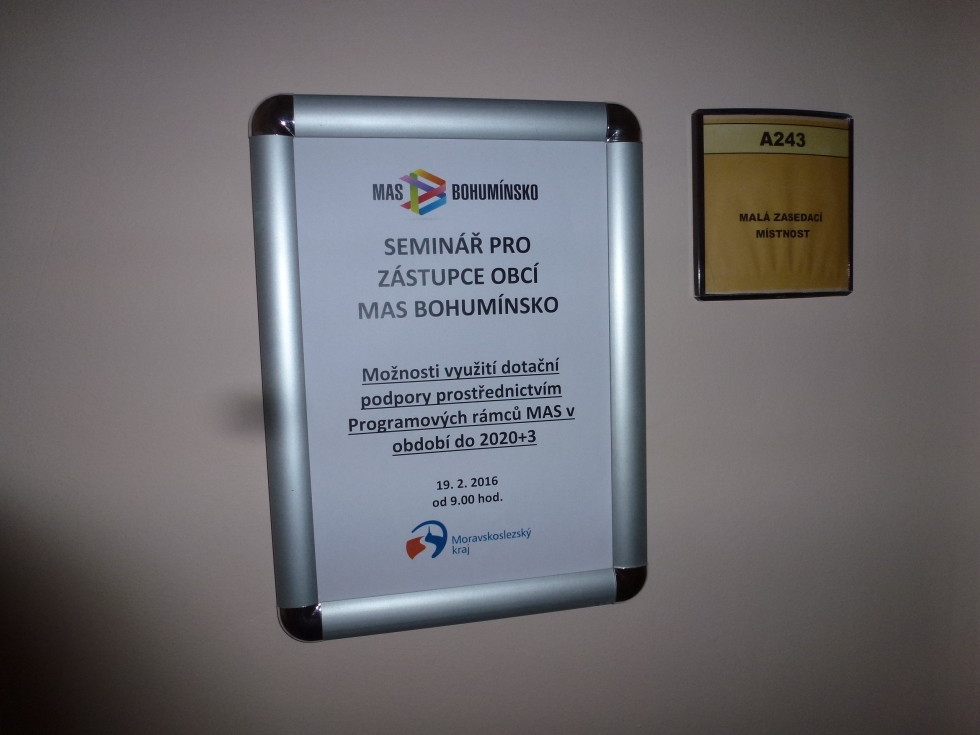 MAS BOHUMÍNSKO
SEMINÁŘ PRO
ZÁSTUPCE OBCÍ
MAS BOHUMÍNSKO
Možnosti využití dotační
podpory prostřednictvím
Programových rámců MAS v
období do 2020+3
19. 2. 2016
od 9.00 hod.
Moravskoslezský
kraj
A243
MALÁ ZASEDACÍ
MÍSTNOST